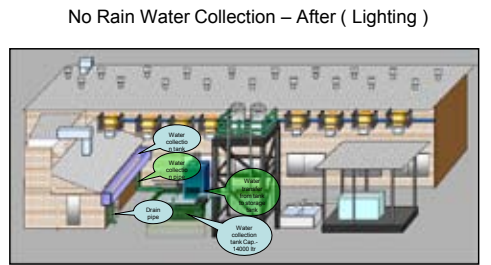 No Rain Water Collection – After ( Lighting )
Water
collectio
n tank
Water
collectio
n pipe
Water
transfer
from tank
to storage
tank
Drain
pipe
Water
collection
tank Cap.-
14000 ltr